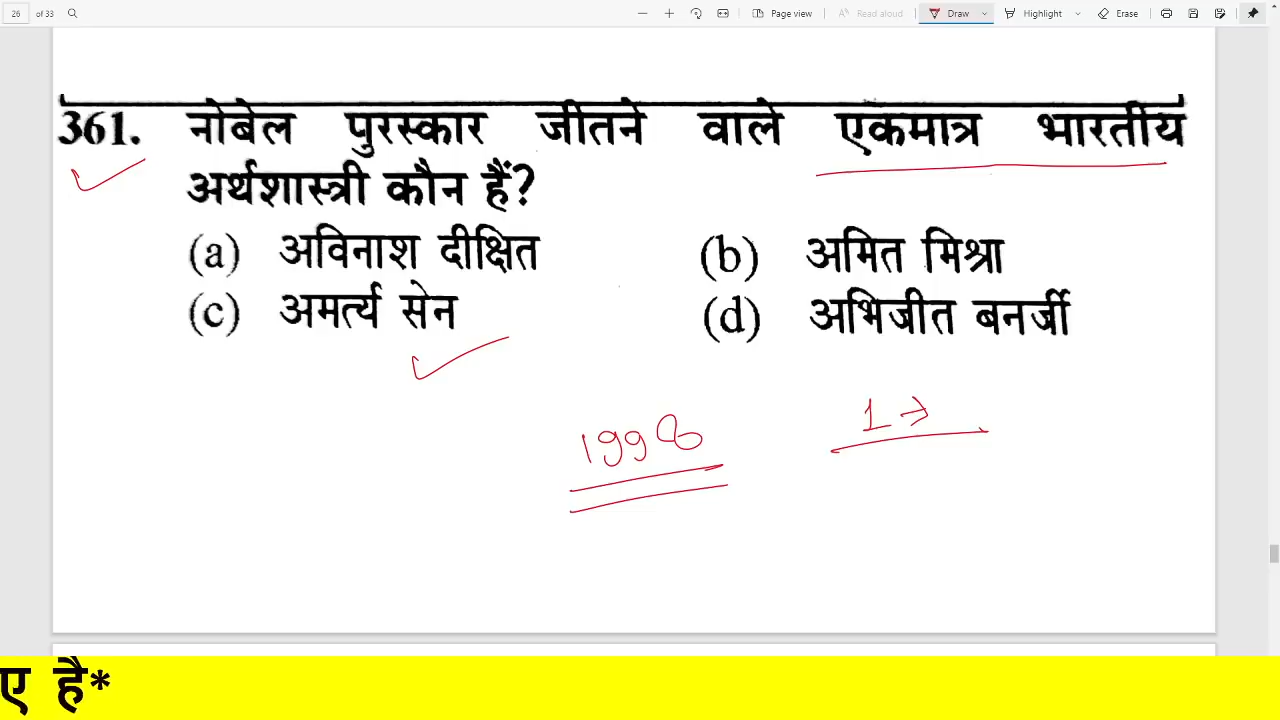 26 of 33 Page view Read aloud Draw Highlight Erase
361. नोबेल पुरस्कार जीतने वाले एकमात्र भारतीय
अर्थशास्त्री कौन हैं?
(a) अविनाश दीक्षित (b) अमित मिश्रा
(c) अमर्त्य सेन (d) अभिजीत बनर्जी
1998 1 →
ए है*